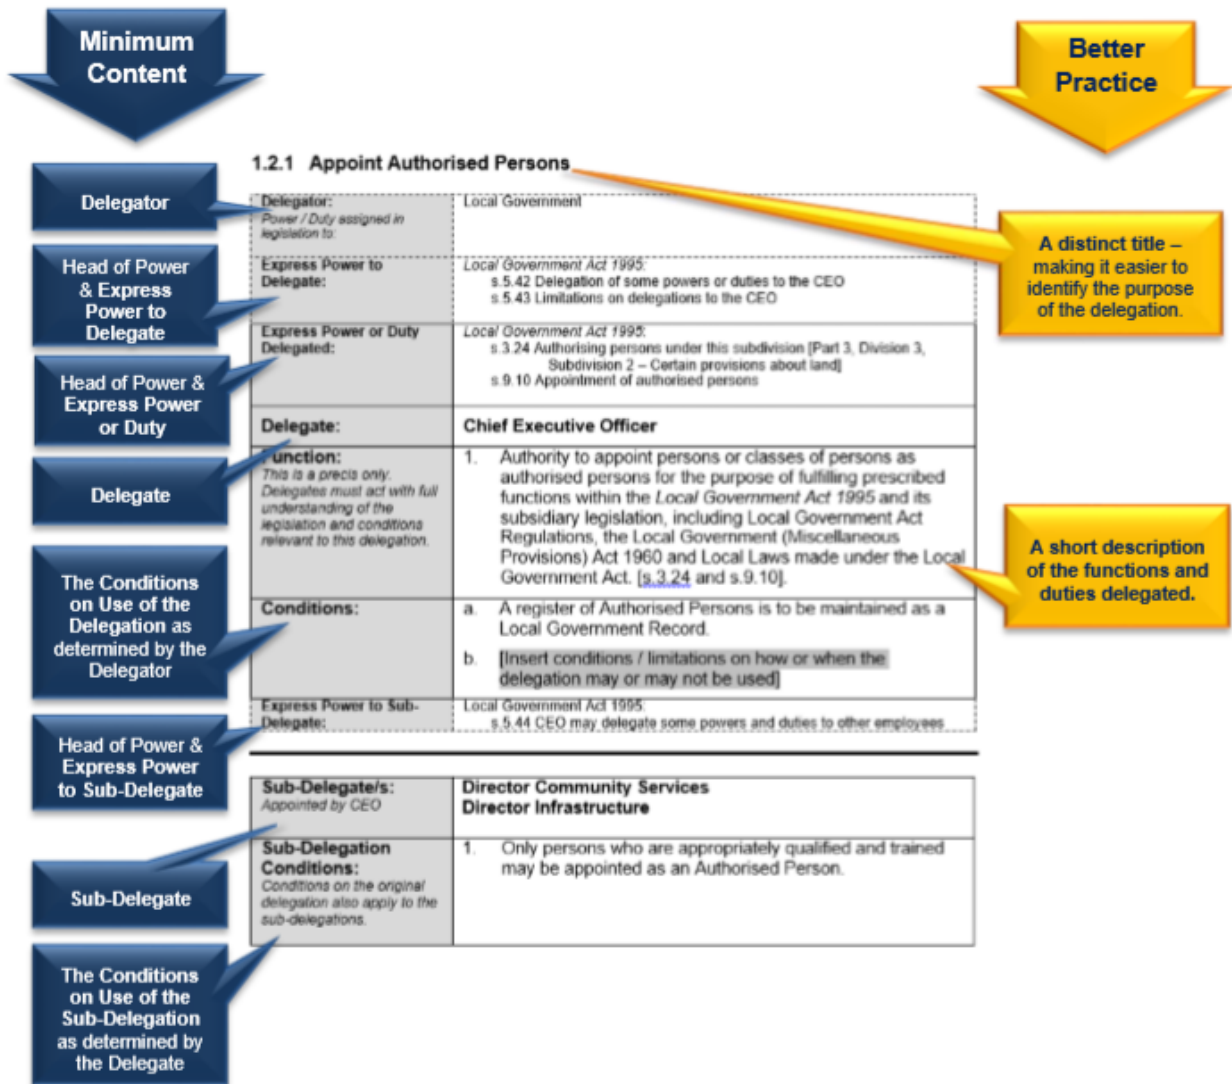 Minimum
Content
Better
Practice
1.2.1 Appoint Authorised Persons
Delegator
Delegator:
Power / Duty assigned in
legislation to:
Local Government
A distinct title –
making it easier to
identify the purpose
of the delegation.
Head of Power
& Express
Power to
Delegate
Express Power to
Delegate:
Local Government Act 1995:
s.5.42 Delegation of some powers or duties to the CEO
s.5.43 Limitations on delegations to the CEO
Head of Power &
Express Power
or Duty
Express Power or Duty
Delegated:
Local Government Act 1995:
s.3.24 Authorising persons under this subdivision [Part 3, Division 3,
Subdivision 2 – Certain provisions about land]
s.9.10 Appointment of authorised persons
Delegate
Delegate:
Chief Executive Officer
Function:
This is a precis only.
Delegates must act with full
understanding of the
legislation and conditions
relevant to this delegation.
1. Authority to appoint persons or classes of persons as
authorised persons for the purpose of fulfilling prescribed
functions within the Local Government Act 1995 and its
subsidiary legislation, including Local Government Act
Regulations, the Local Government (Miscellaneous
Provisions) Act 1960 and Local Laws made under the Local
Government Act. [s.3.24 and s.9.10].
A short description
of the functions and
duties delegated.
The Conditions
on Use of the
Delegation as
determined by the
Delegator
Conditions:
a. A register of Authorised Persons is to be maintained as a
Local Government Record.
b. [Insert conditions / limitations on how or when the
delegation may or may not be used]
Head of Power &
Express Power
to Sub-Delegate
Express Power to Sub-
Delegate:
Local Government Act 1995:
s.5.44 CEO may delegate some powers and duties to other employees
Sub-Delegate
Sub-Delegate/s:
Appointed by CEO
Director Community Services
Director Infrastructure
The Conditions
on Use of the
Sub-Delegation
as determined by
the Delegate
Sub-Delegation
Conditions:
Conditions on the original
delegation also apply to the
sub-delegations.
1. Only persons who are appropriately qualified and trained
may be appointed as an Authorised Person.